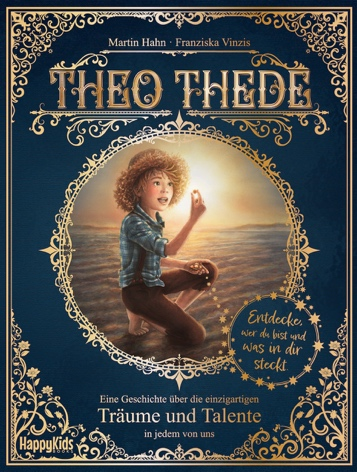 Martin Hahn · Franziska Vinzis
THEO THEDE
Entdecke,
wer du bist und
was in dir
steckt
Eine Geschichte über die einzigartigen
Träume und Talente
in jedem von uns
HappyKids